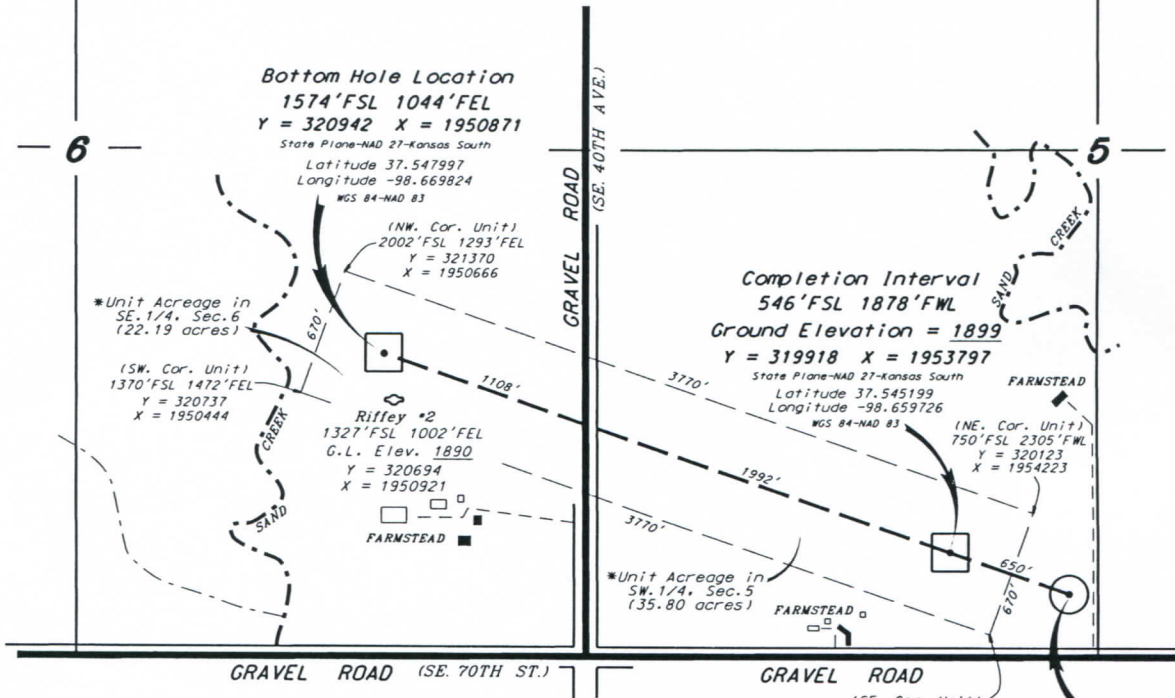 6
Bottom Hole Location
1574'FSL 1044'FEL
Y = 320942 X = 1950871
State Plane-NAD 27-Kansas South
Latitude 37.547997
Longitude -98.669824
WGS 84-NAD 83
(NW. Cor. Unit)
2002'FSL 1293'FEL
Y = 321370
X = 1950666
GRAVEL ROAD
(SE. 40TH AVE.)
5
SAND CREEK
*Unit Acreage in
SE.1/4, Sec.6
(22.19 acres)
670'
(SW. Cor. Unit)
1370'FSL 1472'FEL
Y = 320737
X = 1950444
1108'
Riffey #2
1327'FSL 1002'FEL
G.L. Elev. 1890
Y = 320694
X = 1950921
SAND CREEK
FARMSTEAD
Completion Interval
546'FSL 1878'FWL
Ground Elevation = 1899
Y = 319918 X = 1953797
State Plane-NAD 27-Kansas South
Latitude 37.545199
Longitude -98.659726
WGS 84-NAD 83
FARMSTEAD
(NE. Cor. Unit)
750'FSL 2305'FWL
Y = 320123
X = 1954223
3770'
1992'
3770'
650'
670'
*Unit Acreage in
SW.1/4, Sec.5
(35.80 acres)
FARMSTEAD
GRAVEL ROAD (SE. 70TH ST.)
GRAVEL ROAD